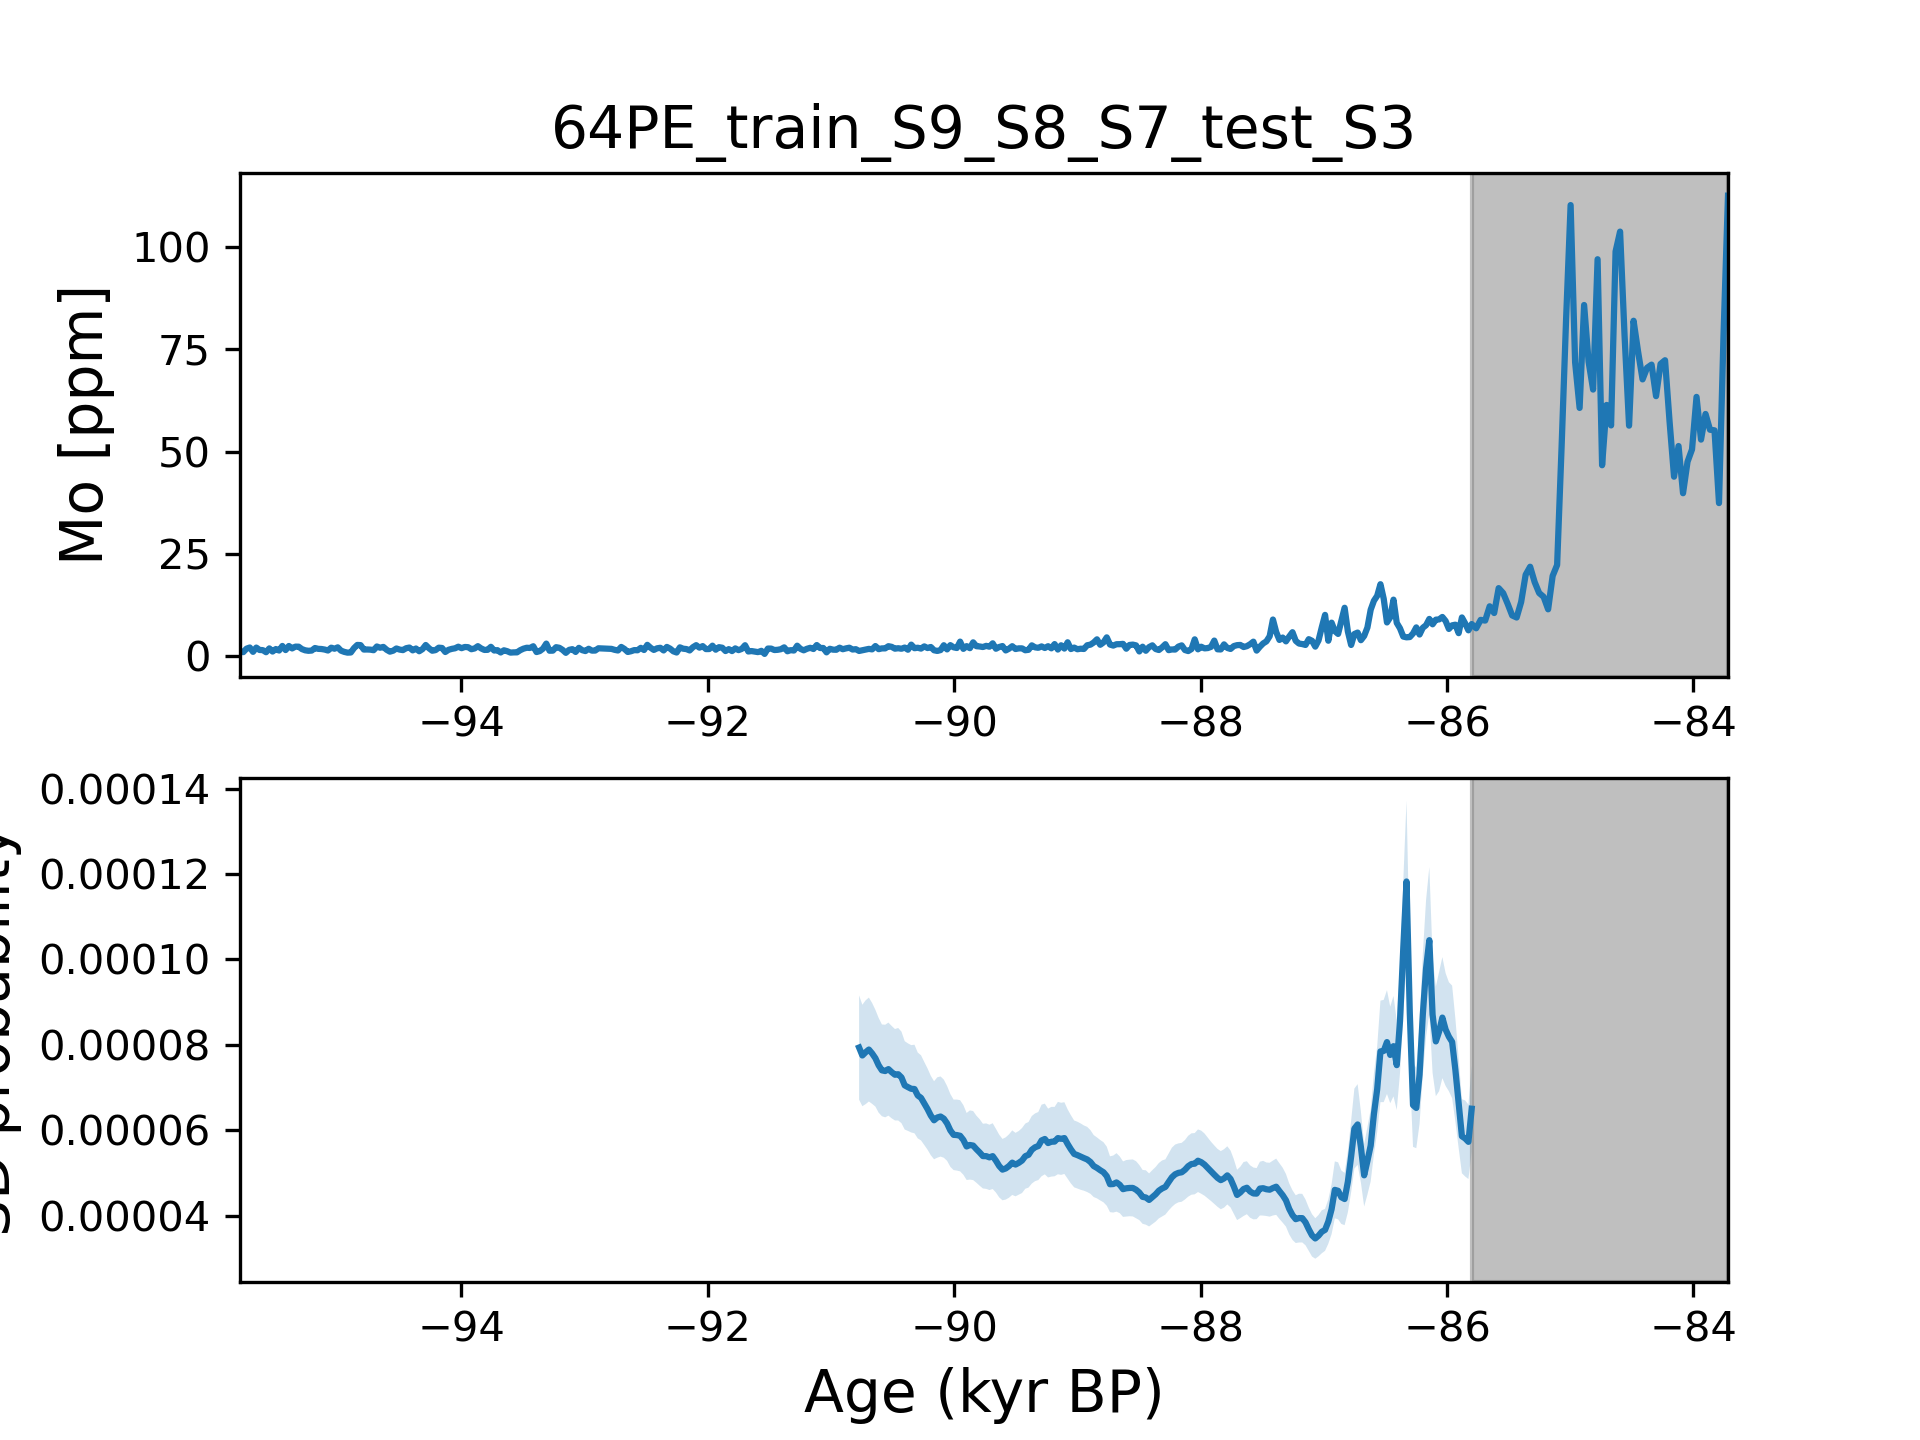 64PE_train_S9_S8_S7_test_S3
Mo [ppm]
100
75
50
25
0
−94 −92 −90 −88 −86 −84
probability
0.00014
0.00012
0.00010
0.00008
0.00006
0.00004
−94 −92 −90 −88 −86 −84
Age (kyr BP)